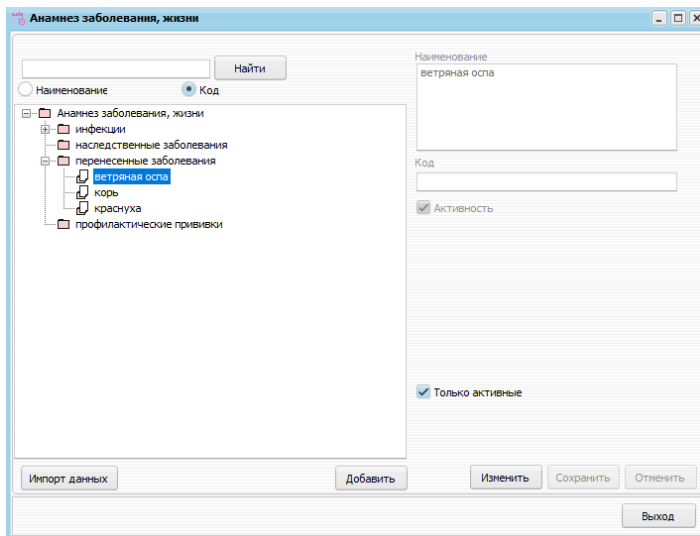 Анамнез заболевания, жизни
Найти
Наименование
Код
Анамнез заболевания, жизни
инфекции
наследственные заболевания
перенесенные заболевания
ветряная оспа
корь
краснуха
профилактические прививки
Импорт данных
Добавить
Наименование
ветряная оспа
Код
Активность
Только активные
Изменить
Сохранить
Отменить
Выход